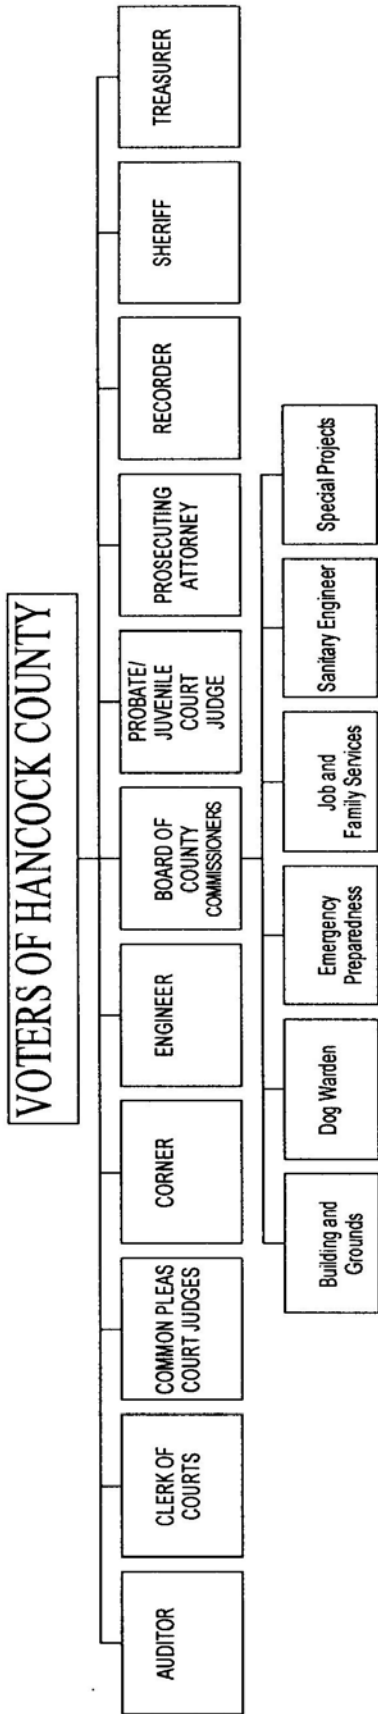 VOTERS OF HANCOCK COUNTY
AUDITOR
CLERK OF
COURTS
COMMON PLEAS
COURT JUDGES
CORNER
ENGINEER
BOARD OF
COUNTY
COMMISSIONERS
PROBATE/
JUVENILE
COURT
JUDGE
PROSECUTING
ATTORNEY
RECORDER
SHERIFF
TREASURER
Building and
Grounds
Dog Warden
Emergency
Preparedness
Job and
Family Services
Sanitary Engineer
Special Projects